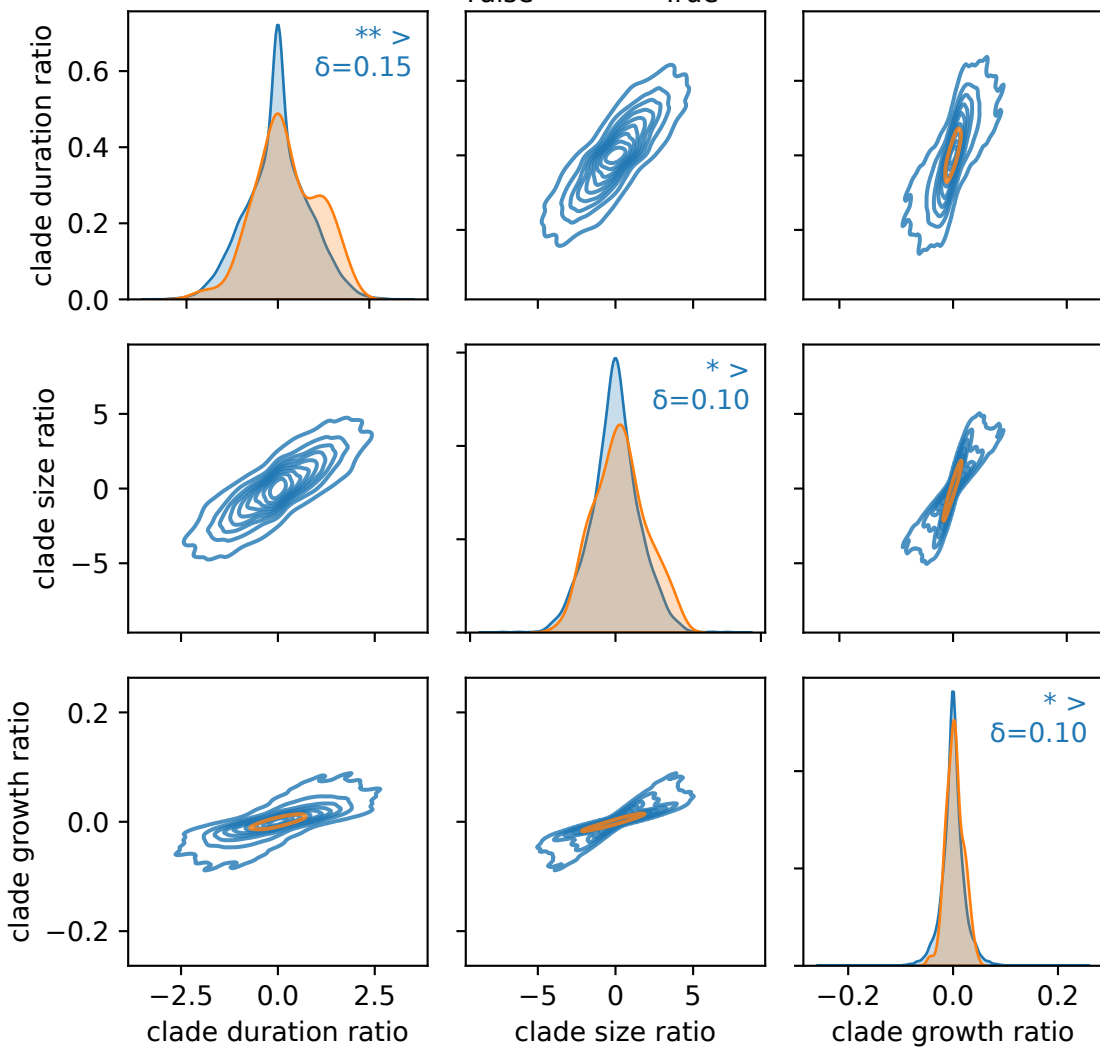 True
clade duration ratio
0.6
0.4
0.2
0.0
** >
δ=0.15
clade size ratio
5
0
−5
* >
δ=0.10
clade growth ratio
0.2
0.0
−0.2
* >
δ=0.10
−2.5 0.0 2.5
−5 0 5
−0.2 0.0 0.2
clade duration ratio
clade size ratio
clade growth ratio